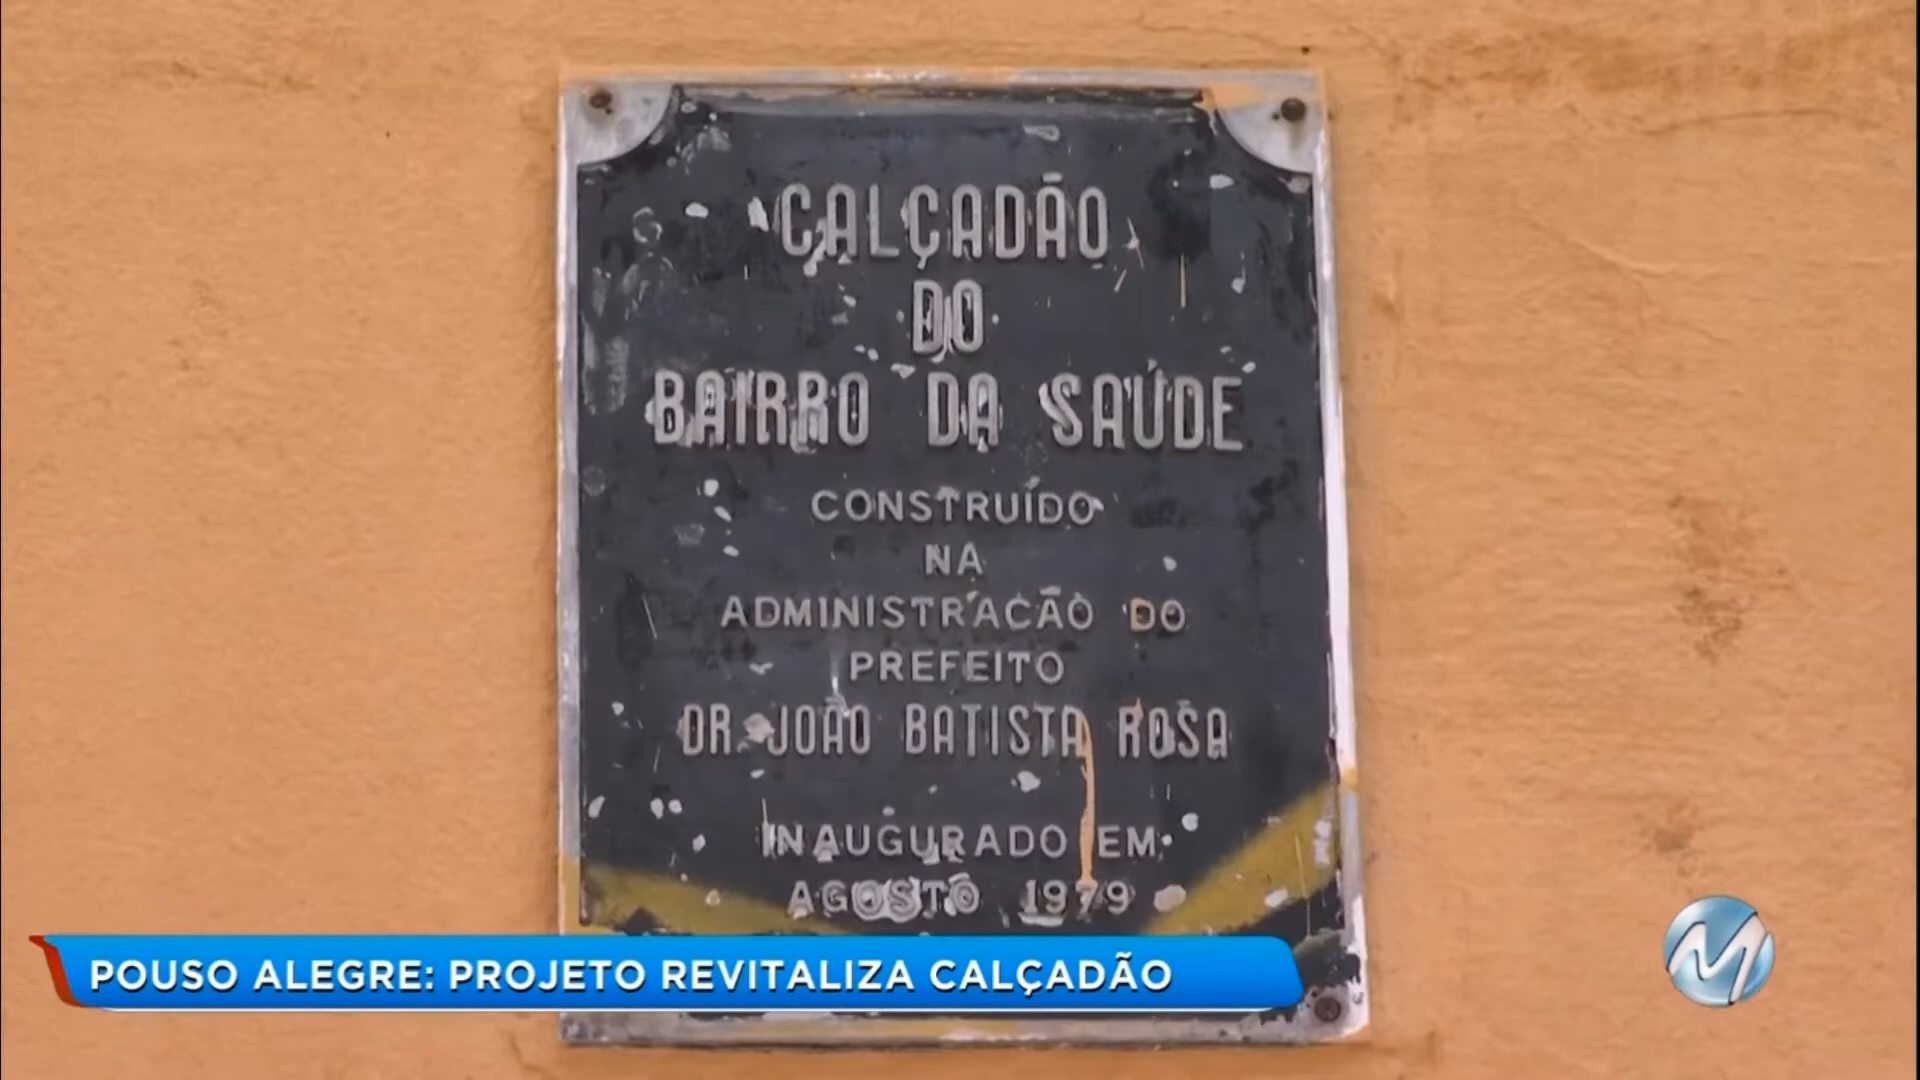 CALÇADÃO
DO
BAIRRO DA SAÚDE
CONSTRUÍDO
NA
ADMINISTRAÇÃO DO
PREFEITO
DR. JOÃO BATISTA ROSA
INAUGURADO EM
AGOSTO 1979
POUSO ALEGRE: PROJETO REVITALIZA CALÇADÃO
M